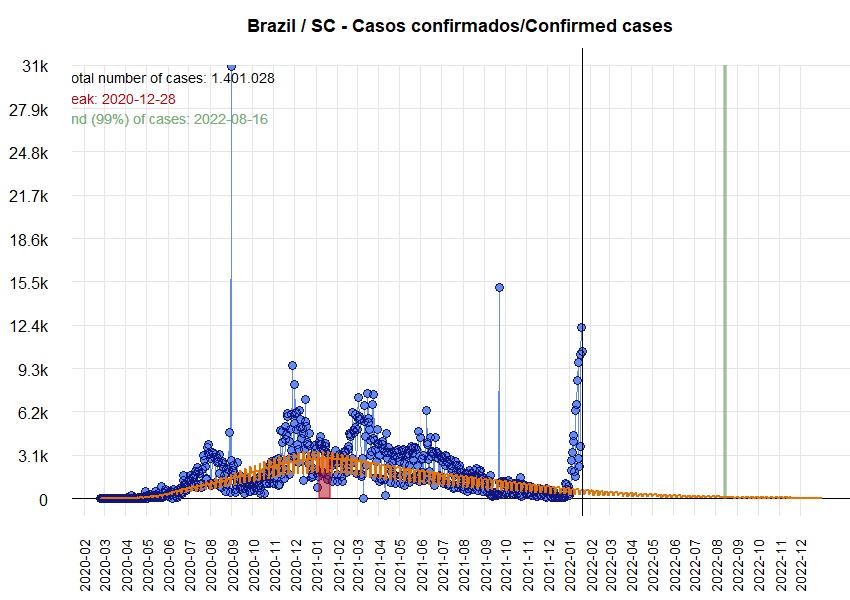 Brazil / SC - Casos confirmados/Confirmed cases
31k
27.9k
24.8k
21.7k
18.6k
15.5k
12.4k
9.3k
6.2k
3.1k
0
otal number of cases: 1.401.028
eak: 2020-12-28
nd (99%) of cases: 2022-08-16
2020-02
2020-03
2020-04
2020-05
2020-06
2020-07
2020-08
2020-09
2020-10
2020-11
2020-12
2021-01
2021-02
2021-03
2021-04
2021-05
2021-06
2021-07
2021-08
2021-09
2021-10
2021-11
2021-12
2022-01
2022-02
2022-03
2022-04
2022-05
2022-06
2022-07
2022-08
2022-09
2022-10
2022-11
2022-12